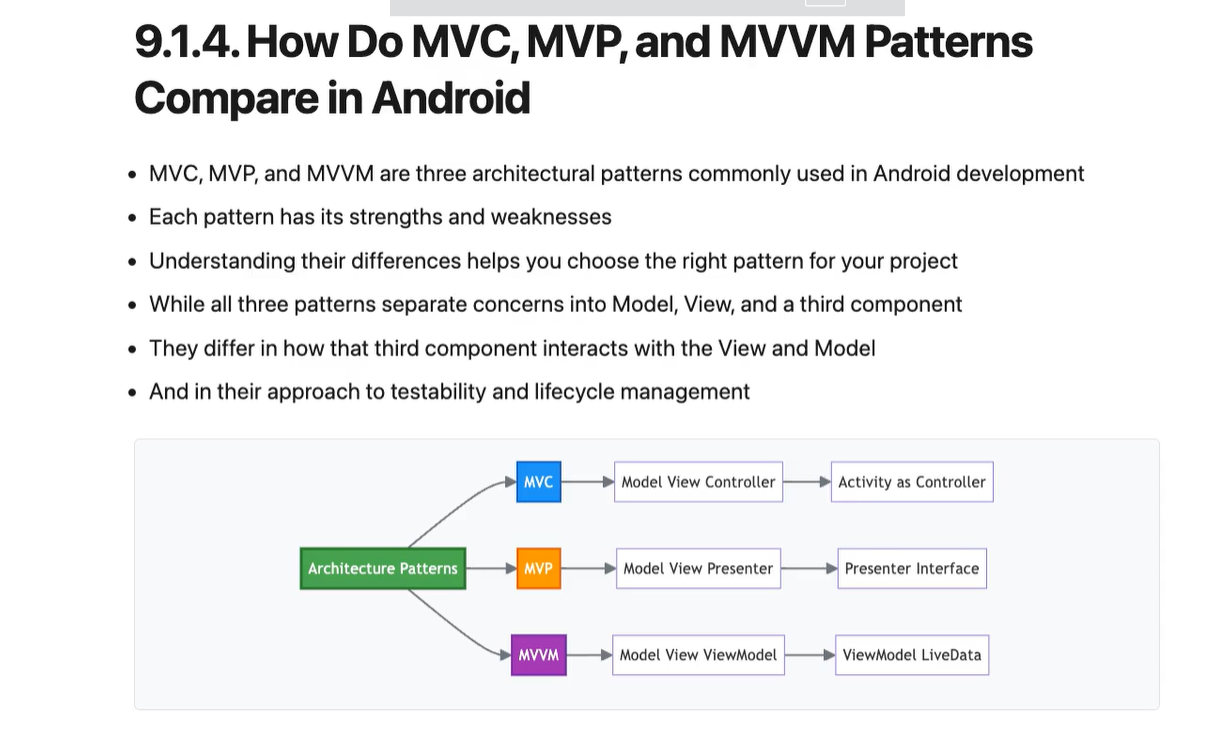 9.1.4. How Do MVC, MVP, and MVVM Patterns
Compare in Android
• MVC, MVP, and MVVM are three architectural patterns commonly used in Android development
• Each pattern has its strengths and weaknesses
• Understanding their differences helps you choose the right pattern for your project
• While all three patterns separate concerns into Model, View, and a third component
• They differ in how that third component interacts with the View and Model
• And in their approach to testability and lifecycle management
MVC
Model View Controller
Activity as Controller
Architecture Patterns
MVP
Model View Presenter
Presenter Interface
MVVM
Model View ViewModel
ViewModel LiveData